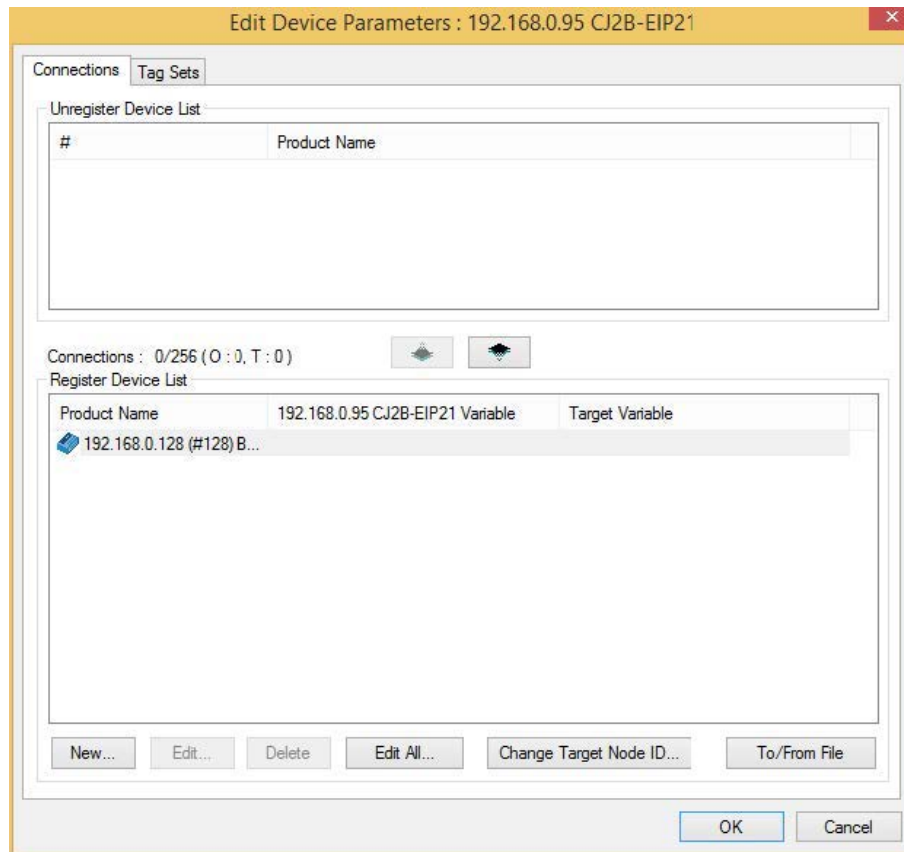 Edit Device Parameters : 192.168.0.95 CJ2B-EIP21
Connections Tag Sets
Unregister Device List
# Product Name
Connections : 0/256 ( O : 0, T : 0 )
Register Device List
Product Name 192.168.0.95 CJ2B-EIP21 Variable Target Variable
192.168.0.128 (#128) B...
New... Edit... Delete Edit All... Change Target Node ID... To/From File
OK Cancel